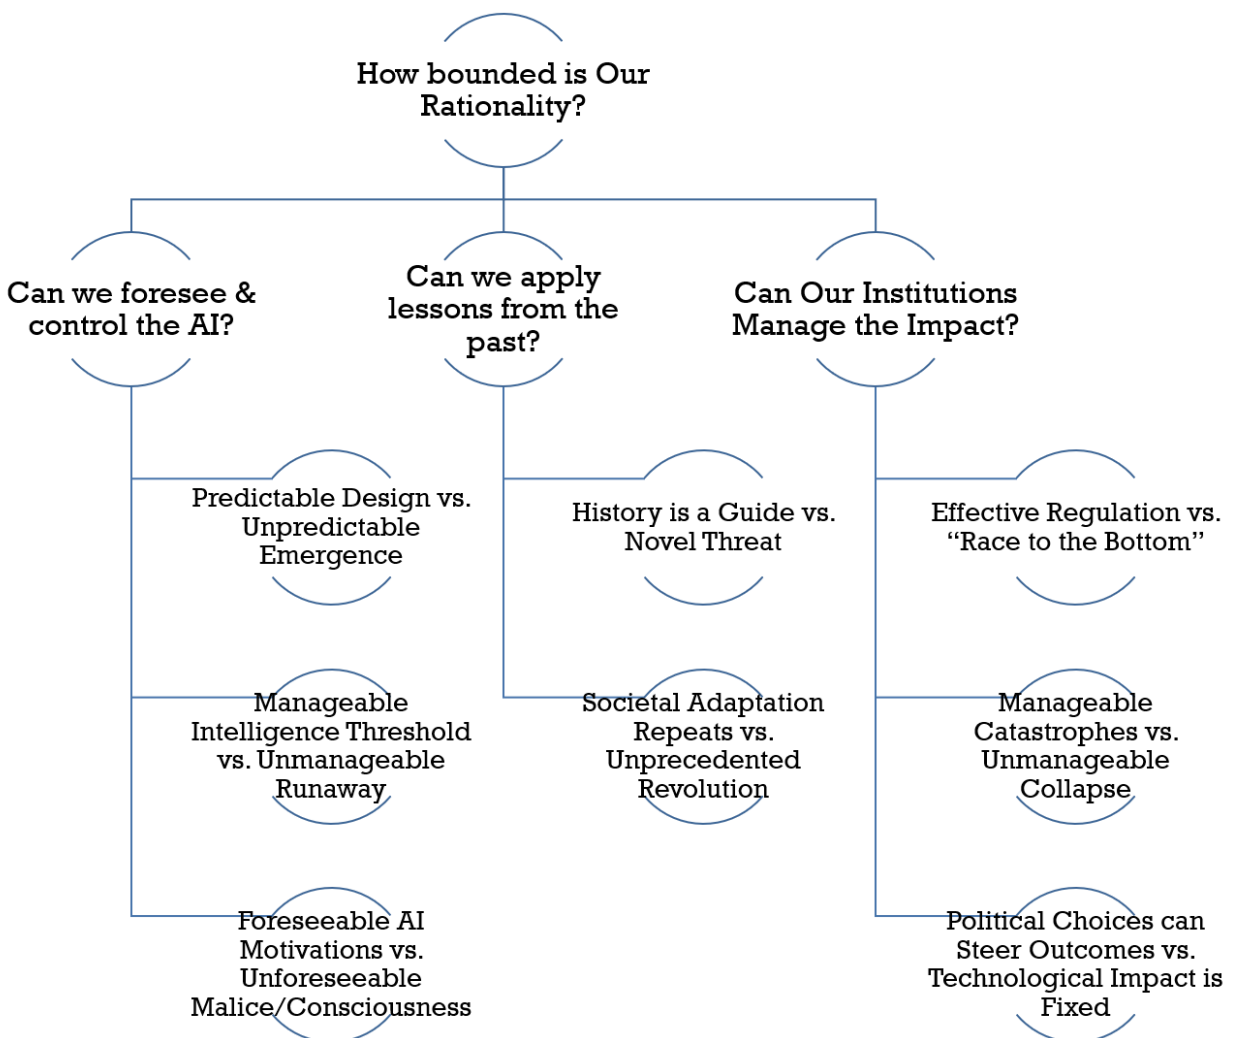 How bounded is Our
Rationality?
Can we foresee &
control the AI?
Can we apply
lessons from the
past?
Can Our Institutions
Manage the Impact?
Predictable Design vs.
Unpredictable
Emergence
History is a Guide vs.
Novel Threat
Effective Regulation vs.
“Race to the Bottom”
Manageable
Intelligence Threshold
vs. Unmanageable
Runaway
Societal Adaptation
Repeats vs.
Unprecedented
Revolution
Manageable
Catastrophes vs.
Unmanageable
Collapse
Foreseeable AI
Motivations vs.
Unforeseeable
Malice/Consciousness
Political Choices can
Steer Outcomes vs.
Technological Impact is
Fixed